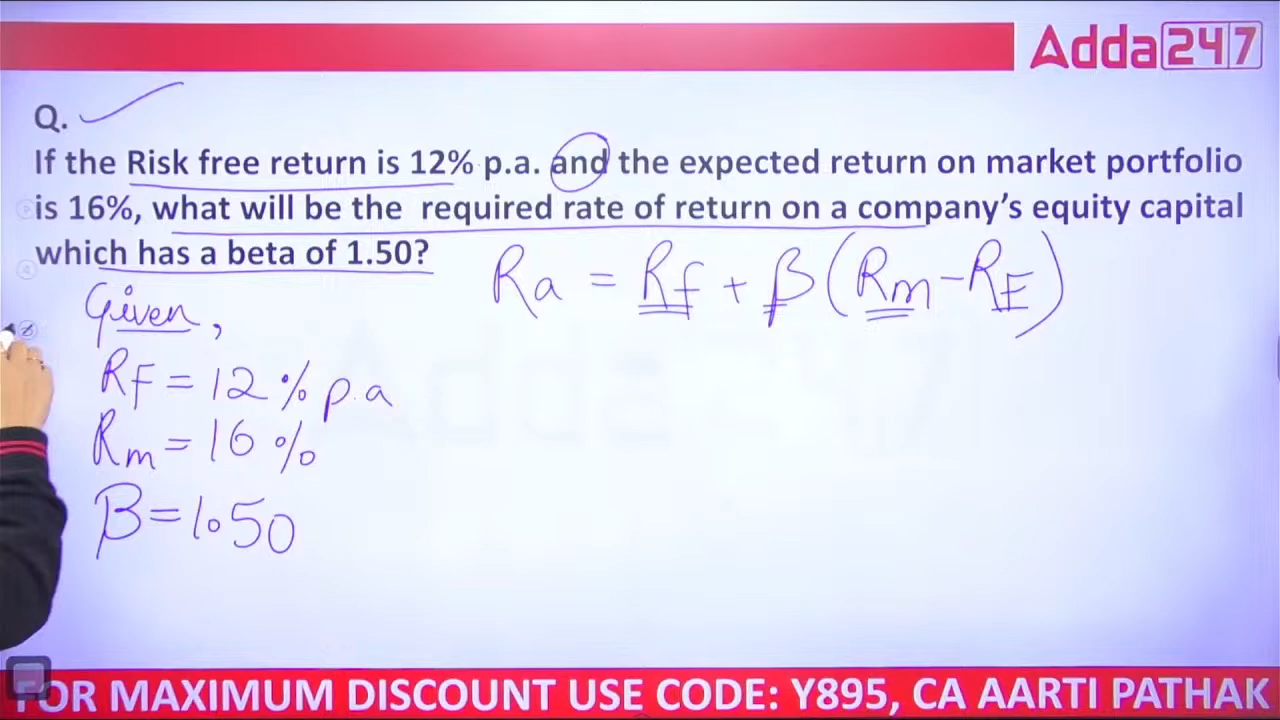 Adda247
Q.
If the Risk free return is 12% p.a. and the expected return on market portfolio
is 16%, what will be the required rate of return on a company's equity capital
which has a beta of 1.50?
Ra = Rf + β (Rm - RF)
Given,
RF = 12 % p.a
Rm = 16 %
β = 1.50
FOR MAXIMUM DISCOUNT USE CODE: Y895, CA AARTI PATHAK